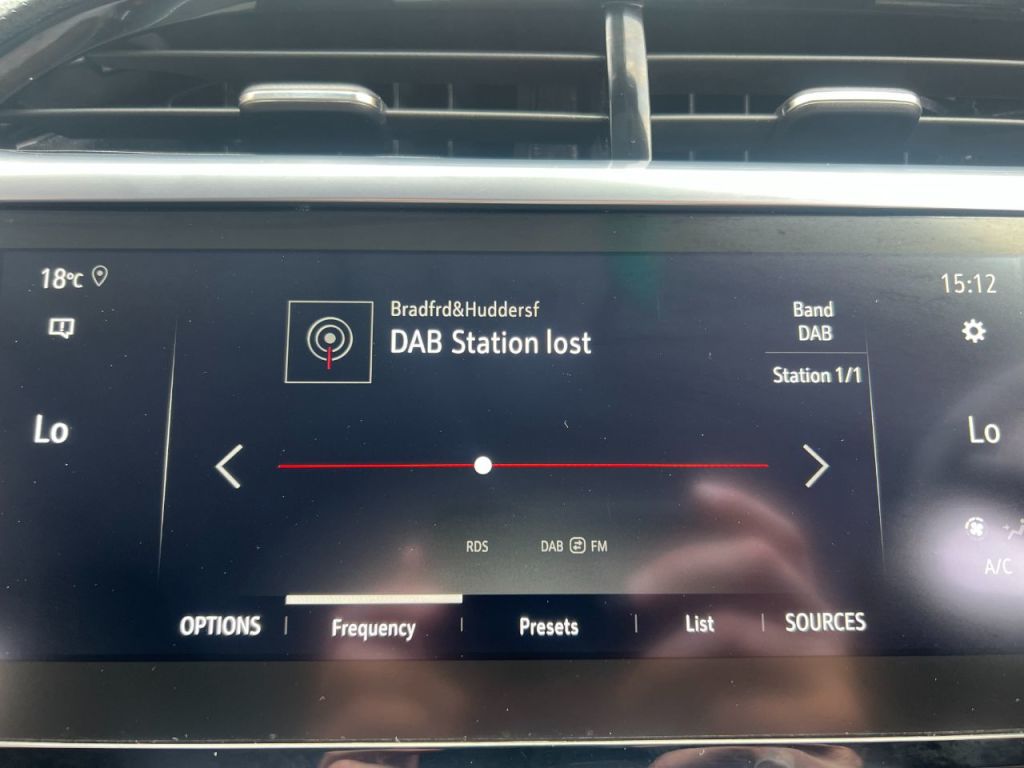 18°C
15:12
Bradfrd&Huddersf
DAB Station lost
Band
DAB
Station 1/1
Lo
Lo
RDS
DAB FM
A/C
OPTIONS
Frequency
Presets
List
SOURCES